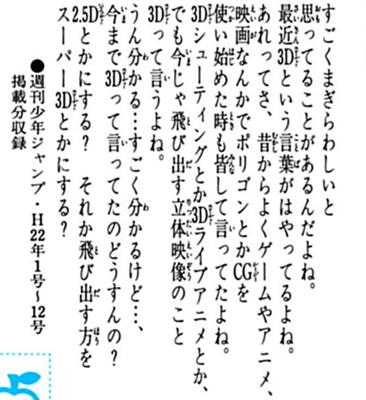 すごくまぎらわしいと
思ってることがあるんだよね。
最近3Dという言葉がはやってるよね。
あれってさ、昔からよくゲームやアニメ、
映画なんかでポリゴンとかCGを
使い始めた時も皆して言ってたよね。
3Dシューティングとか3Dライブアニメとか、
でも今じゃ飛び出す立体映像のこと
3Dって言うよね。
うん分かる…すごく分かるけど…、
今まで3Dって言ってたのどうすんの？
2.5Dとかにする？　それか飛び出す方を
スーパー3Dとかにする？
●週刊少年ジャンプ・H22年1号〜12号
掲載分収録